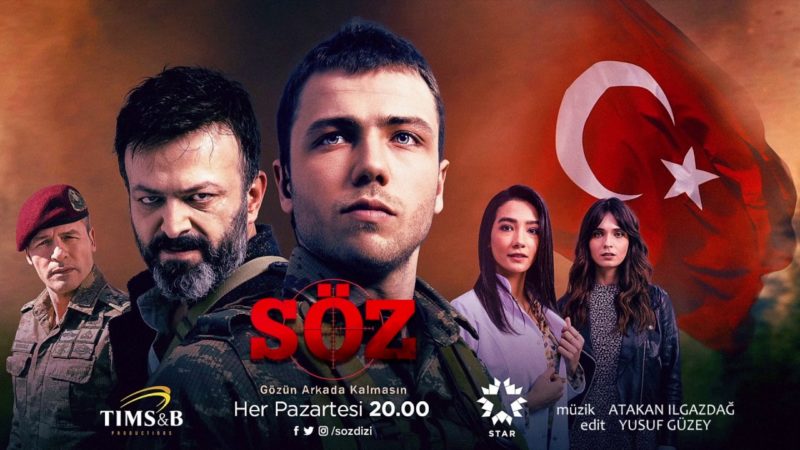 SÖZ
Gözün Arkada Kalmasın
Her Pazartesi 20.00
/sozdizi
TIMS&B
PRODUCTIONS
STAR
müzik ATAKAN ILGAZDAĞ
edit YUSUF GÜZEY